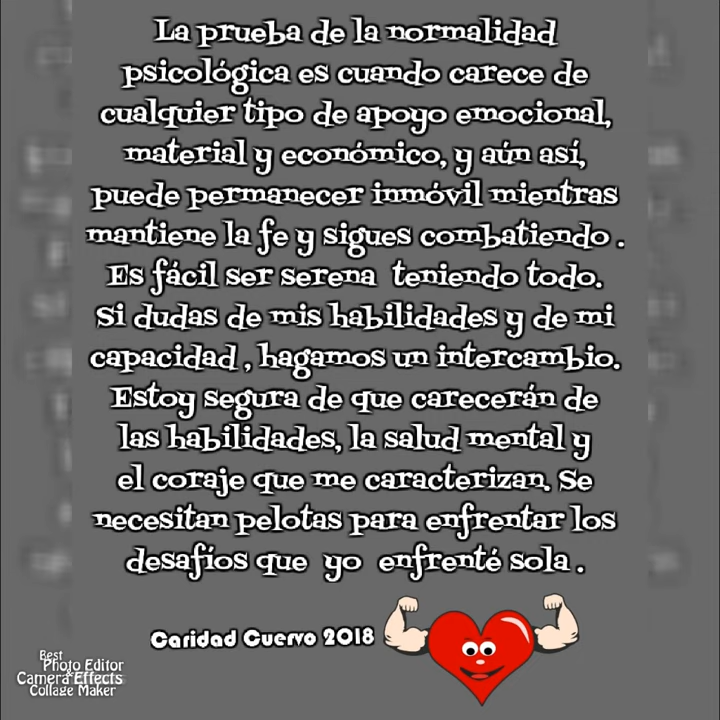 La prueba de la normalidad
psicológica es cuando carece de
cualquier tipo de apoyo emocional,
material y económico, y aún así,
puede permanecer inmóvil mientras
mantiene la fe y sigues combatiendo .
Es fácil ser serena teniendo todo.
Si dudas de mis habilidades y de mi
capacidad , hagamos un intercambio.
Estoy segura de que carecerán de
las habilidades, la salud mental y
el coraje que me caracterizan. Se
necesitan pelotas para enfrentar los
desafíos que yo enfrenté sola .
Caridad Cuervo 2018
Best
Photo Editor
Camera & Effects
Collage Maker